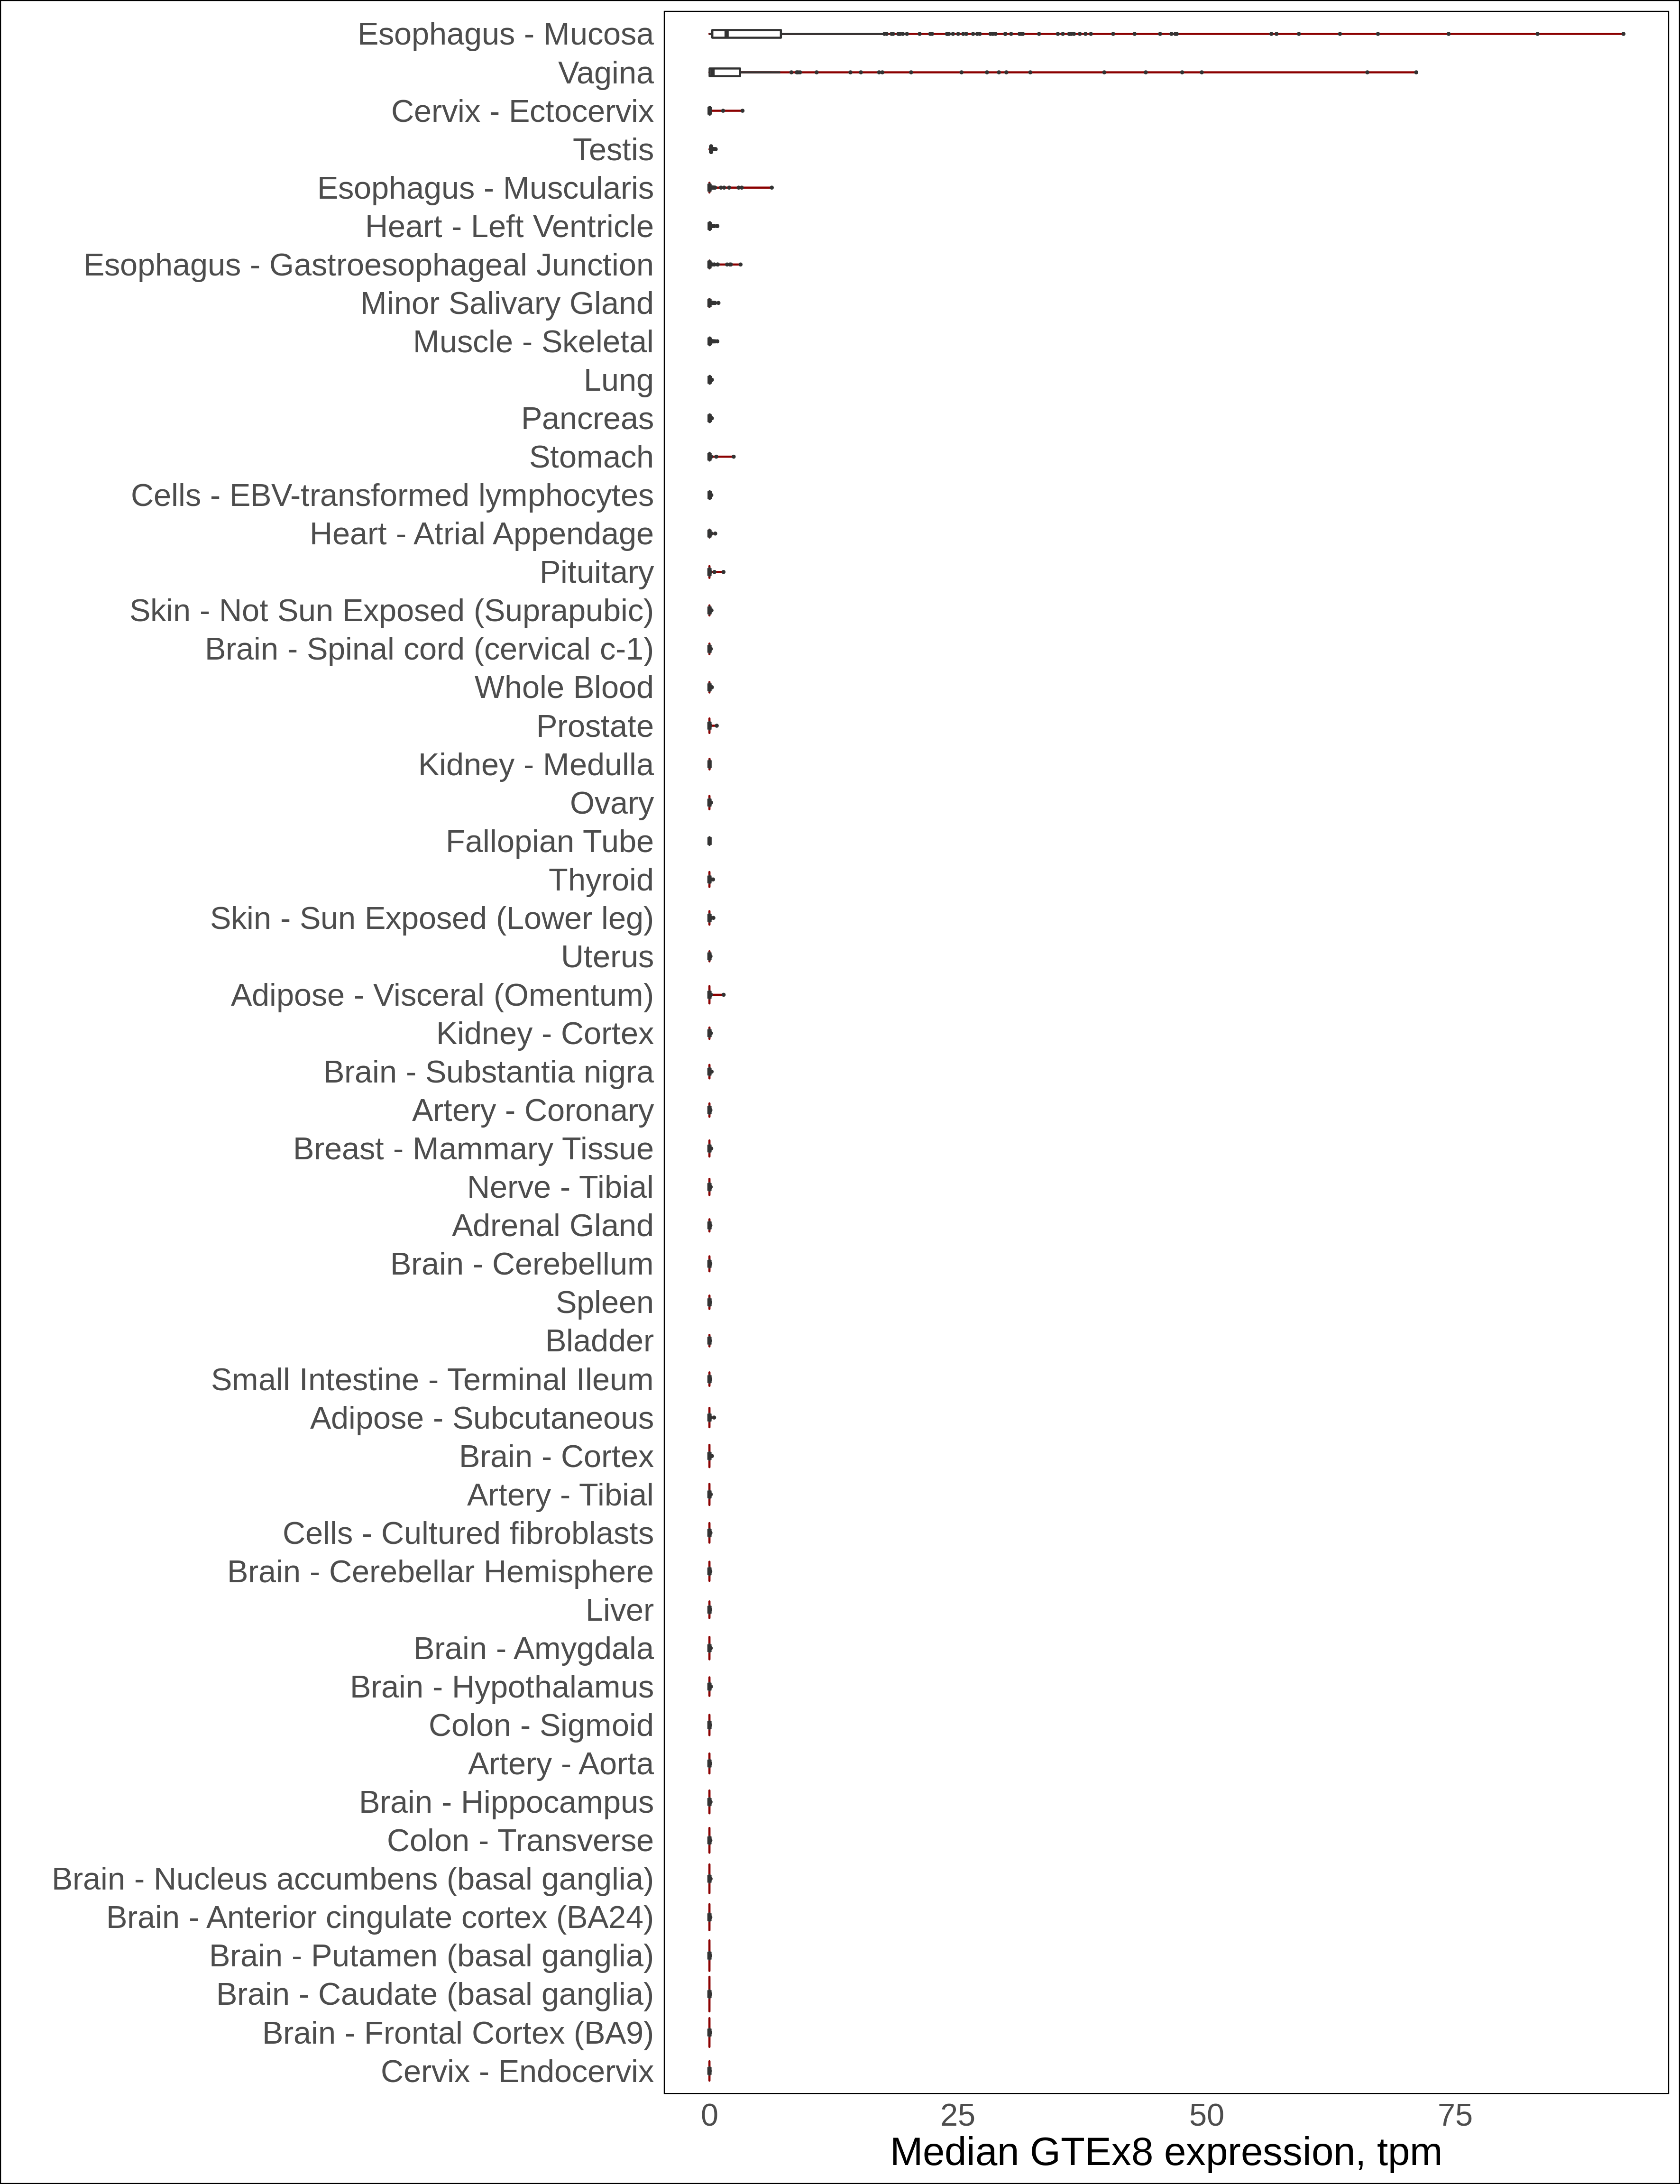 Esophagus - Mucosa
Vagina
Cervix - Ectocervix
Testis
Esophagus - Muscularis
Heart - Left Ventricle
Esophagus - Gastroesophageal Junction
Minor Salivary Gland
Muscle - Skeletal
Lung
Pancreas
Stomach
Cells - EBV-transformed lymphocytes
Heart - Atrial Appendage
Pituitary
Skin - Not Sun Exposed (Suprapubic)
Brain - Spinal cord (cervical c-1)
Whole Blood
Prostate
Kidney - Medulla
Ovary
Fallopian Tube
Thyroid
Skin - Sun Exposed (Lower leg)
Uterus
Adipose - Visceral (Omentum)
Kidney - Cortex
Brain - Substantia nigra
Artery - Coronary
Breast - Mammary Tissue
Nerve - Tibial
Adrenal Gland
Brain - Cerebellum
Spleen
Bladder
Small Intestine - Terminal Ileum
Adipose - Subcutaneous
Brain - Cortex
Artery - Tibial
Cells - Cultured fibroblasts
Brain - Cerebellar Hemisphere
Liver
Brain - Amygdala
Brain - Hypothalamus
Colon - Sigmoid
Artery - Aorta
Brain - Hippocampus
Colon - Transverse
Brain - Nucleus accumbens (basal ganglia)
Brain - Anterior cingulate cortex (BA24)
Brain - Putamen (basal ganglia)
Brain - Caudate (basal ganglia)
Brain - Frontal Cortex (BA9)
Cervix - Endocervix
0 25 50 75
Median GTEx8 expression, tpm